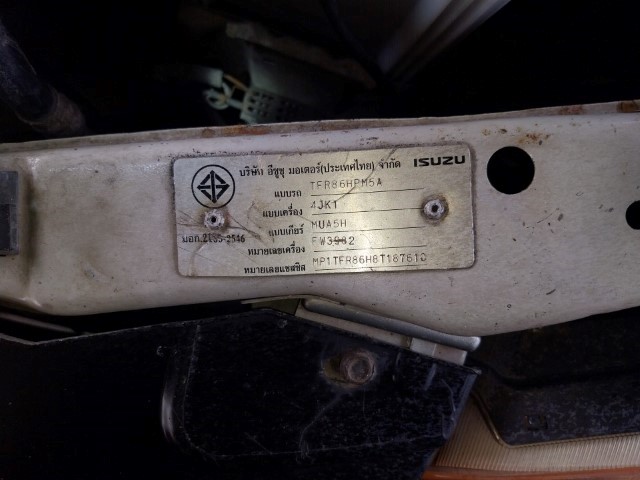 บริษัท อีซูซุ มอเตอร์(ประเทศไทย) จำกัด ISUZU
แบบรถ TFR86HPM5A
แบบเครื่อง 4JK1
แบบเกียร์ MUA5H
มอก.2155-2546
หมายเลขเครื่อง FW3982
หมายเลขแชสซีส MP1TFR86H8T187610